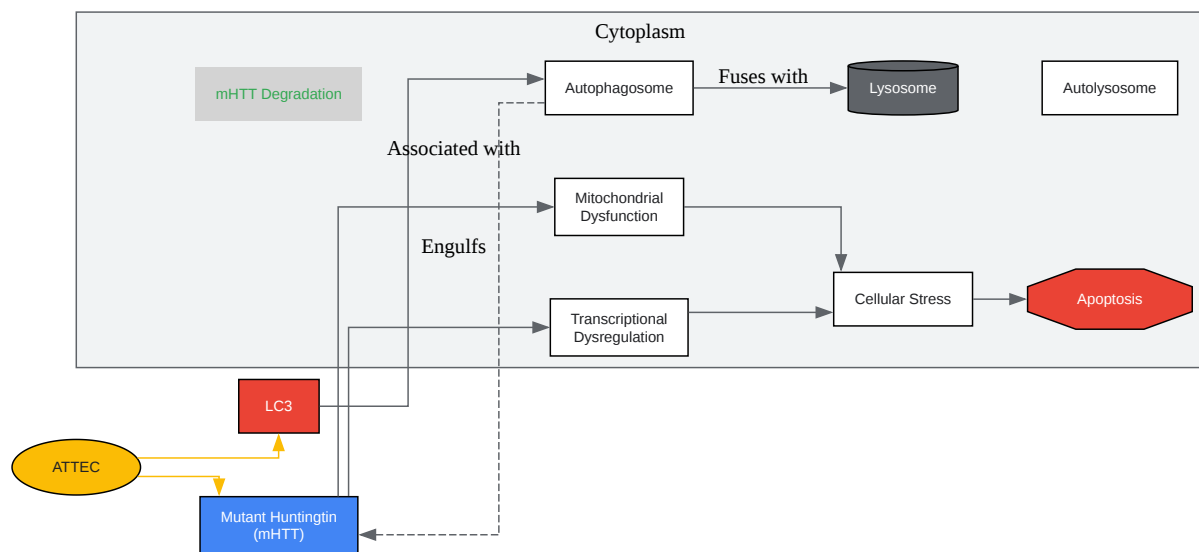 Cytoplasm
mHTT Degradation
Autophagosome
Fuses with
Lysosome
Autolysosome
Associated with
Mitochondrial
Dysfunction
Engulfs
Cellular Stress
Apoptosis
Transcriptional
Dysregulation
LC3
ATTEC
Mutant Huntingtin
(mHTT)